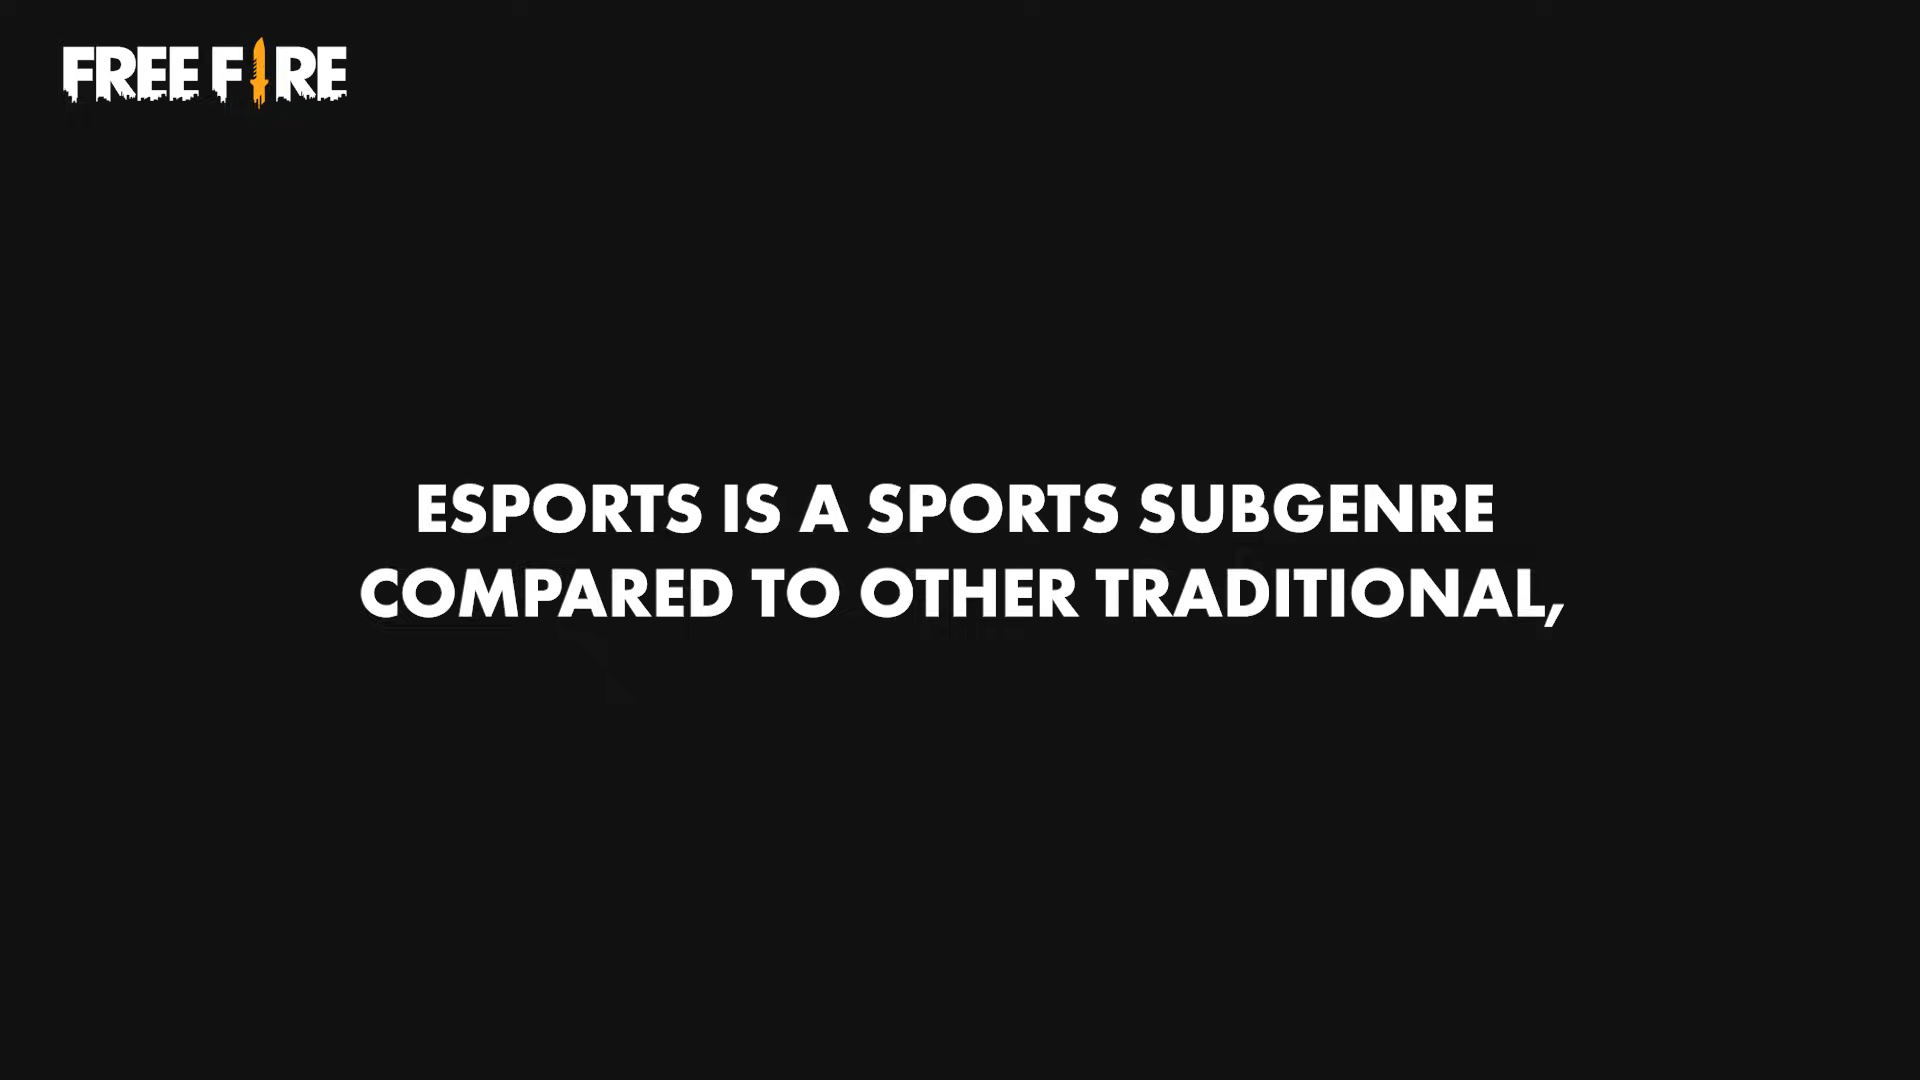 FREE FIRE
ESPORTS IS A SPORTS SUBGENRE
COMPARED TO OTHER TRADITIONAL,